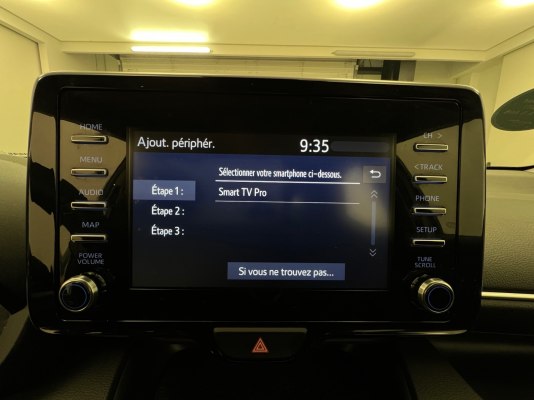 HOME
MENU
AUDIO
MAP
POWER
VOLUME
Ajout. périphér.
9:35
Sélectionner votre smartphone ci-dessous.
Étape 1 :
Smart TV Pro
Étape 2 :
Étape 3 :
Si vous ne trouvez pas...
CH >
< TRACK
PHONE
SETUP
TUNE
SCROLL